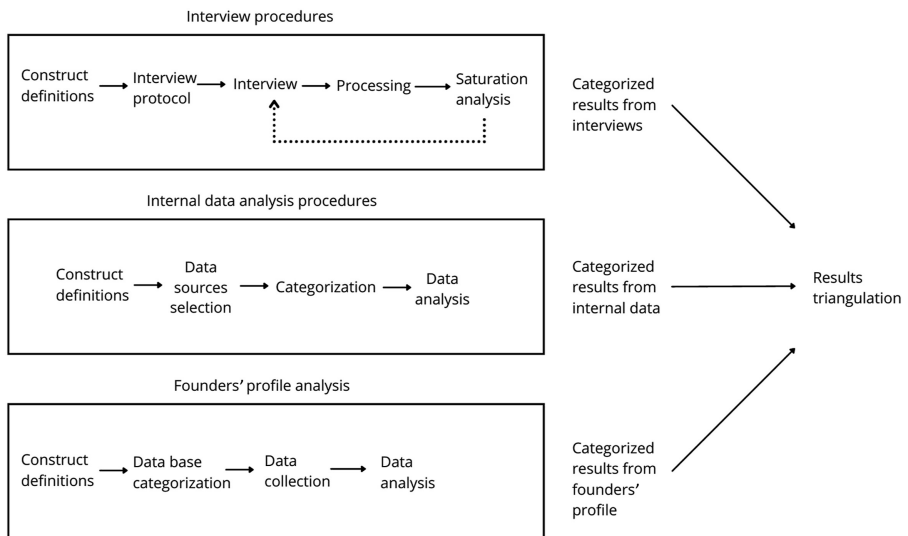 Interview procedures
Construct
definitions
Interview
protocol
Interview
Processing
Saturation
analysis
Categorized
results from
interviews
Internal data analysis procedures
Construct
definitions
Data
sources
selection
Categorization
Data
analysis
Categorized
results from
internal data
Results
triangulation
Founders’ profile analysis
Construct
definitions
Data base
categorization
Data
collection
Data
analysis
Categorized
results from
founders’
profile